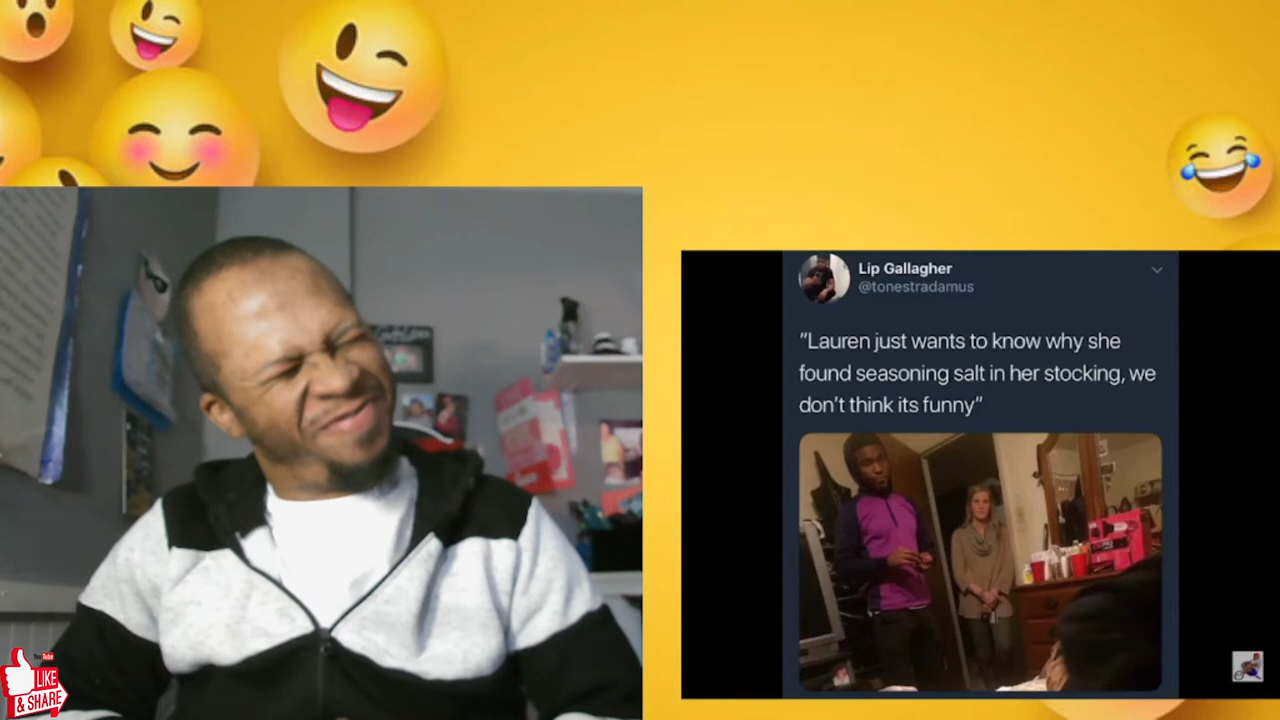 Lip Gallagher
@tonestradamus
“Lauren just wants to know why she
found seasoning salt in her stocking, we
don’t think its funny”
YouTube
LIKE
& SHARE